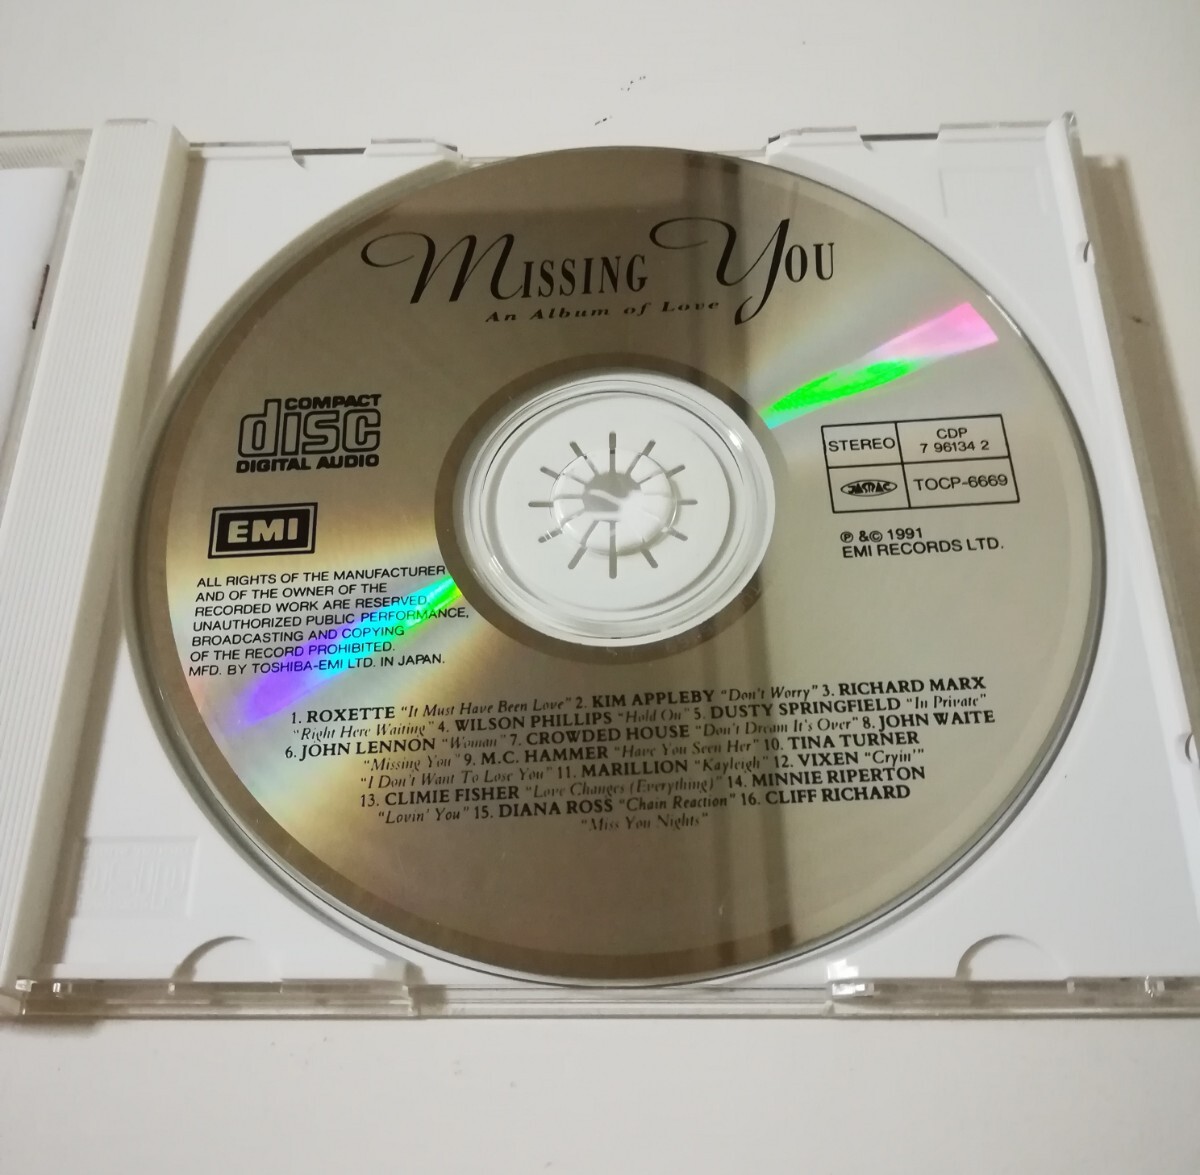 Missing You
An Album of Love
COMPACT
disc
DIGITAL AUDIO
EMI
STEREO
CDP
7 96134 2
JASRAC
TOCP-6669
℗ &© 1991
EMI RECORDS LTD.
ALL RIGHTS OF THE MANUFACTURER
AND OF THE OWNER OF THE
RECORDED WORK ARE RESERVED.
UNAUTHORIZED PUBLIC PERFORMANCE,
BROADCASTING AND COPYING
OF THE RECORD PROHIBITED.
MFD. BY TOSHIBA-EMI LTD. IN JAPAN.
1. ROXETTE "It Must Have Been Love" 2. KIM APPLEBY "Don't Worry" 3. RICHARD MARX
"Right Here Waiting" 4. WILSON PHILLIPS "Hold On" 5. DUSTY SPRINGFIELD "In Private"
6. JOHN LENNON "Woman" 7. CROWDED HOUSE "Don't Dream It's Over" 8. JOHN WAITE
"Missing You" 9. M.C. HAMMER "Have You Seen Her" 10. TINA TURNER
"I Don't Want To Lose You" 11. MARILLION "Kayleigh" 12. VIXEN "Cryin'"
13. CLIMIE FISHER "Love Changes (Everything)" 14. MINNIE RIPERTON
"Lovin' You" 15. DIANA ROSS "Chain Reaction" 16. CLIFF RICHARD
"Miss You Nights"